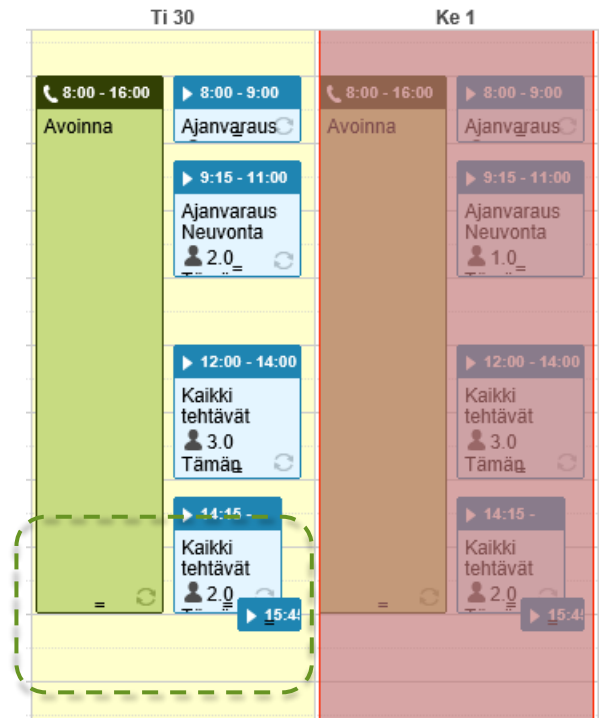 Ti 30
Ke 1
8:00 - 16:00
Avoinna
8:00 - 9:00
Ajanvaraus
9:15 - 11:00
Ajanvaraus
Neuvonta
2.0
12:00 - 14:00
Kaikki
tehtävät
3.0
Tämän
14:15 -
Kaikki
tehtävät
2.0
15:45
8:00 - 16:00
Avoinna
8:00 - 9:00
Ajanvaraus
9:15 - 11:00
Ajanvaraus
Neuvonta
1.0
12:00 - 14:00
Kaikki
tehtävät
3.0
Tämän
14:15 -
Kaikki
tehtävät
2.0
15:45